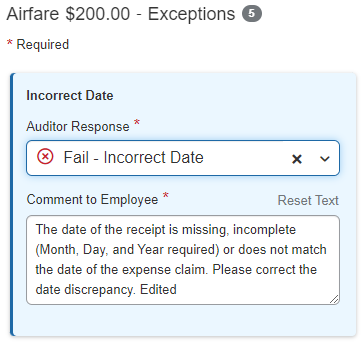 Airfare $200.00 - Exceptions 5
* Required
Incorrect Date
Auditor Response *
Fail - Incorrect Date
Comment to Employee * Reset Text
The date of the receipt is missing, incomplete
(Month, Day, and Year required) or does not match
the date of the expense claim. Please correct the
date discrepancy. Edited